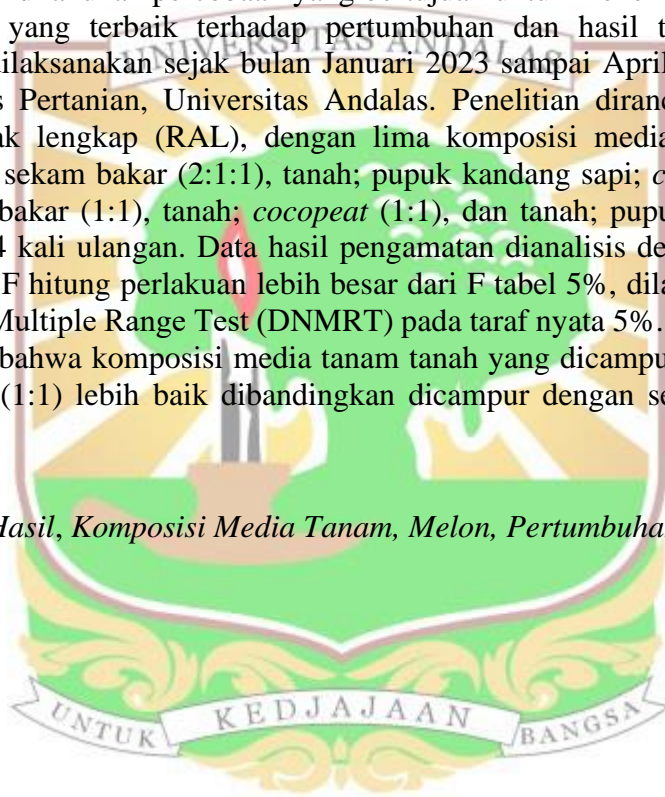 yang terbaik terhadap pertumbuhan dan hasil t
UNIVERSITAS ANDALAS
ilaksanakan sejak bulan Januari 2023 sampai April
s Pertanian, Universitas Andalas. Penelitian diranc
ak lengkap (RAL), dengan lima komposisi media
sekam bakar (2:1:1), tanah; pupuk kandang sapi; c
bakar (1:1), tanah; cocopeat (1:1), dan tanah; pupu
4 kali ulangan. Data hasil pengamatan dianalisis de
F hitung perlakuan lebih besar dari F tabel 5%, dila
Multiple Range Test (DNMRT) pada taraf nyata 5%.
bahwa komposisi media tanam tanah yang dicampu
(1:1) lebih baik dibandingkan dicampur dengan se
Hasil, Komposisi Media Tanam, Melon, Pertumbuha
UNTUK KEDJAJAAN BANGSA